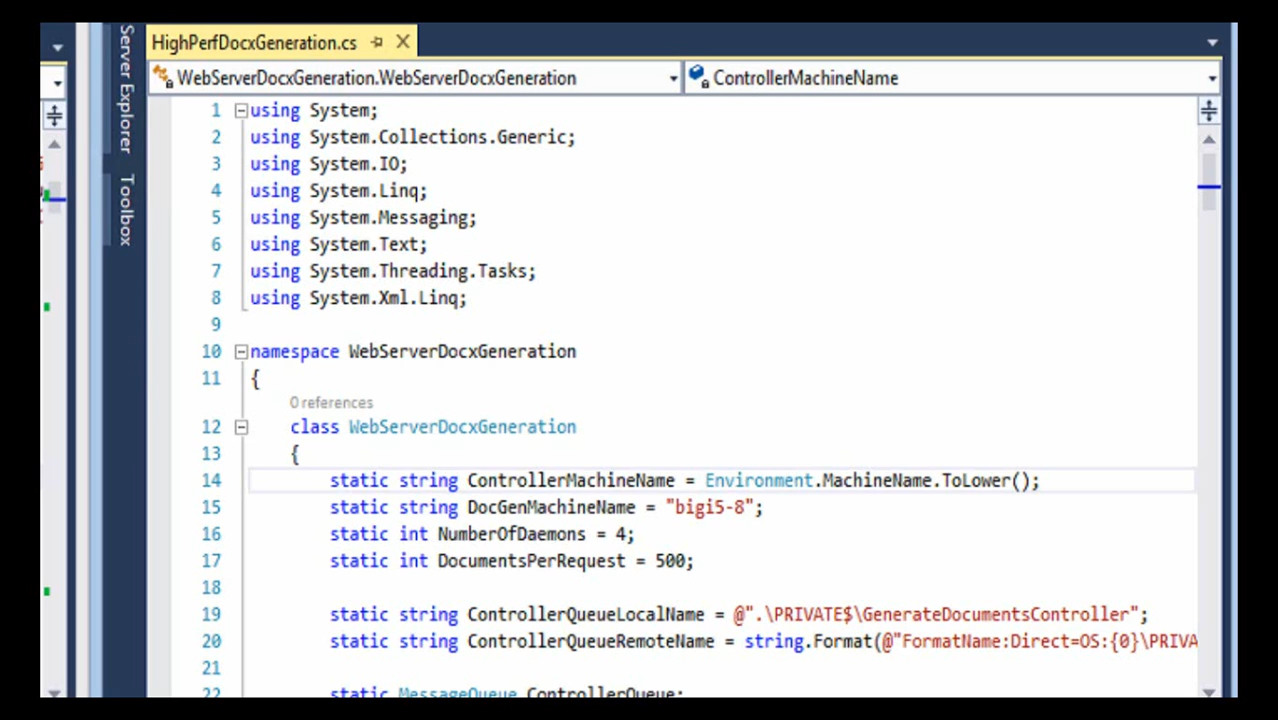 Server Explorer
Toolbox
HighPerfDocxGeneration.cs
WebServerDocxGeneration.WebServerDocxGeneration
ControllerMachineName
1 using System;
2 using System.Collections.Generic;
3 using System.IO;
4 using System.Linq;
5 using System.Messaging;
6 using System.Text;
7 using System.Threading.Tasks;
8 using System.Xml.Linq;
9
10 namespace WebServerDocxGeneration
11 {
0 references
12 class WebServerDocxGeneration
13 {
14 static string ControllerMachineName = Environment.MachineName.ToLower();
15 static string DocGenMachineName = "bigi5-8";
16 static int NumberOfDaemons = 4;
17 static int DocumentsPerRequest = 500;
18
19 static string ControllerQueueLocalName = @".\PRIVATE$\GenerateDocumentsController";
20 static string ControllerQueueRemoteName = string.Format(@"FormatName:Direct=OS:{0}\PRIVA
21
22 static MessageQueue ControllerQueue;